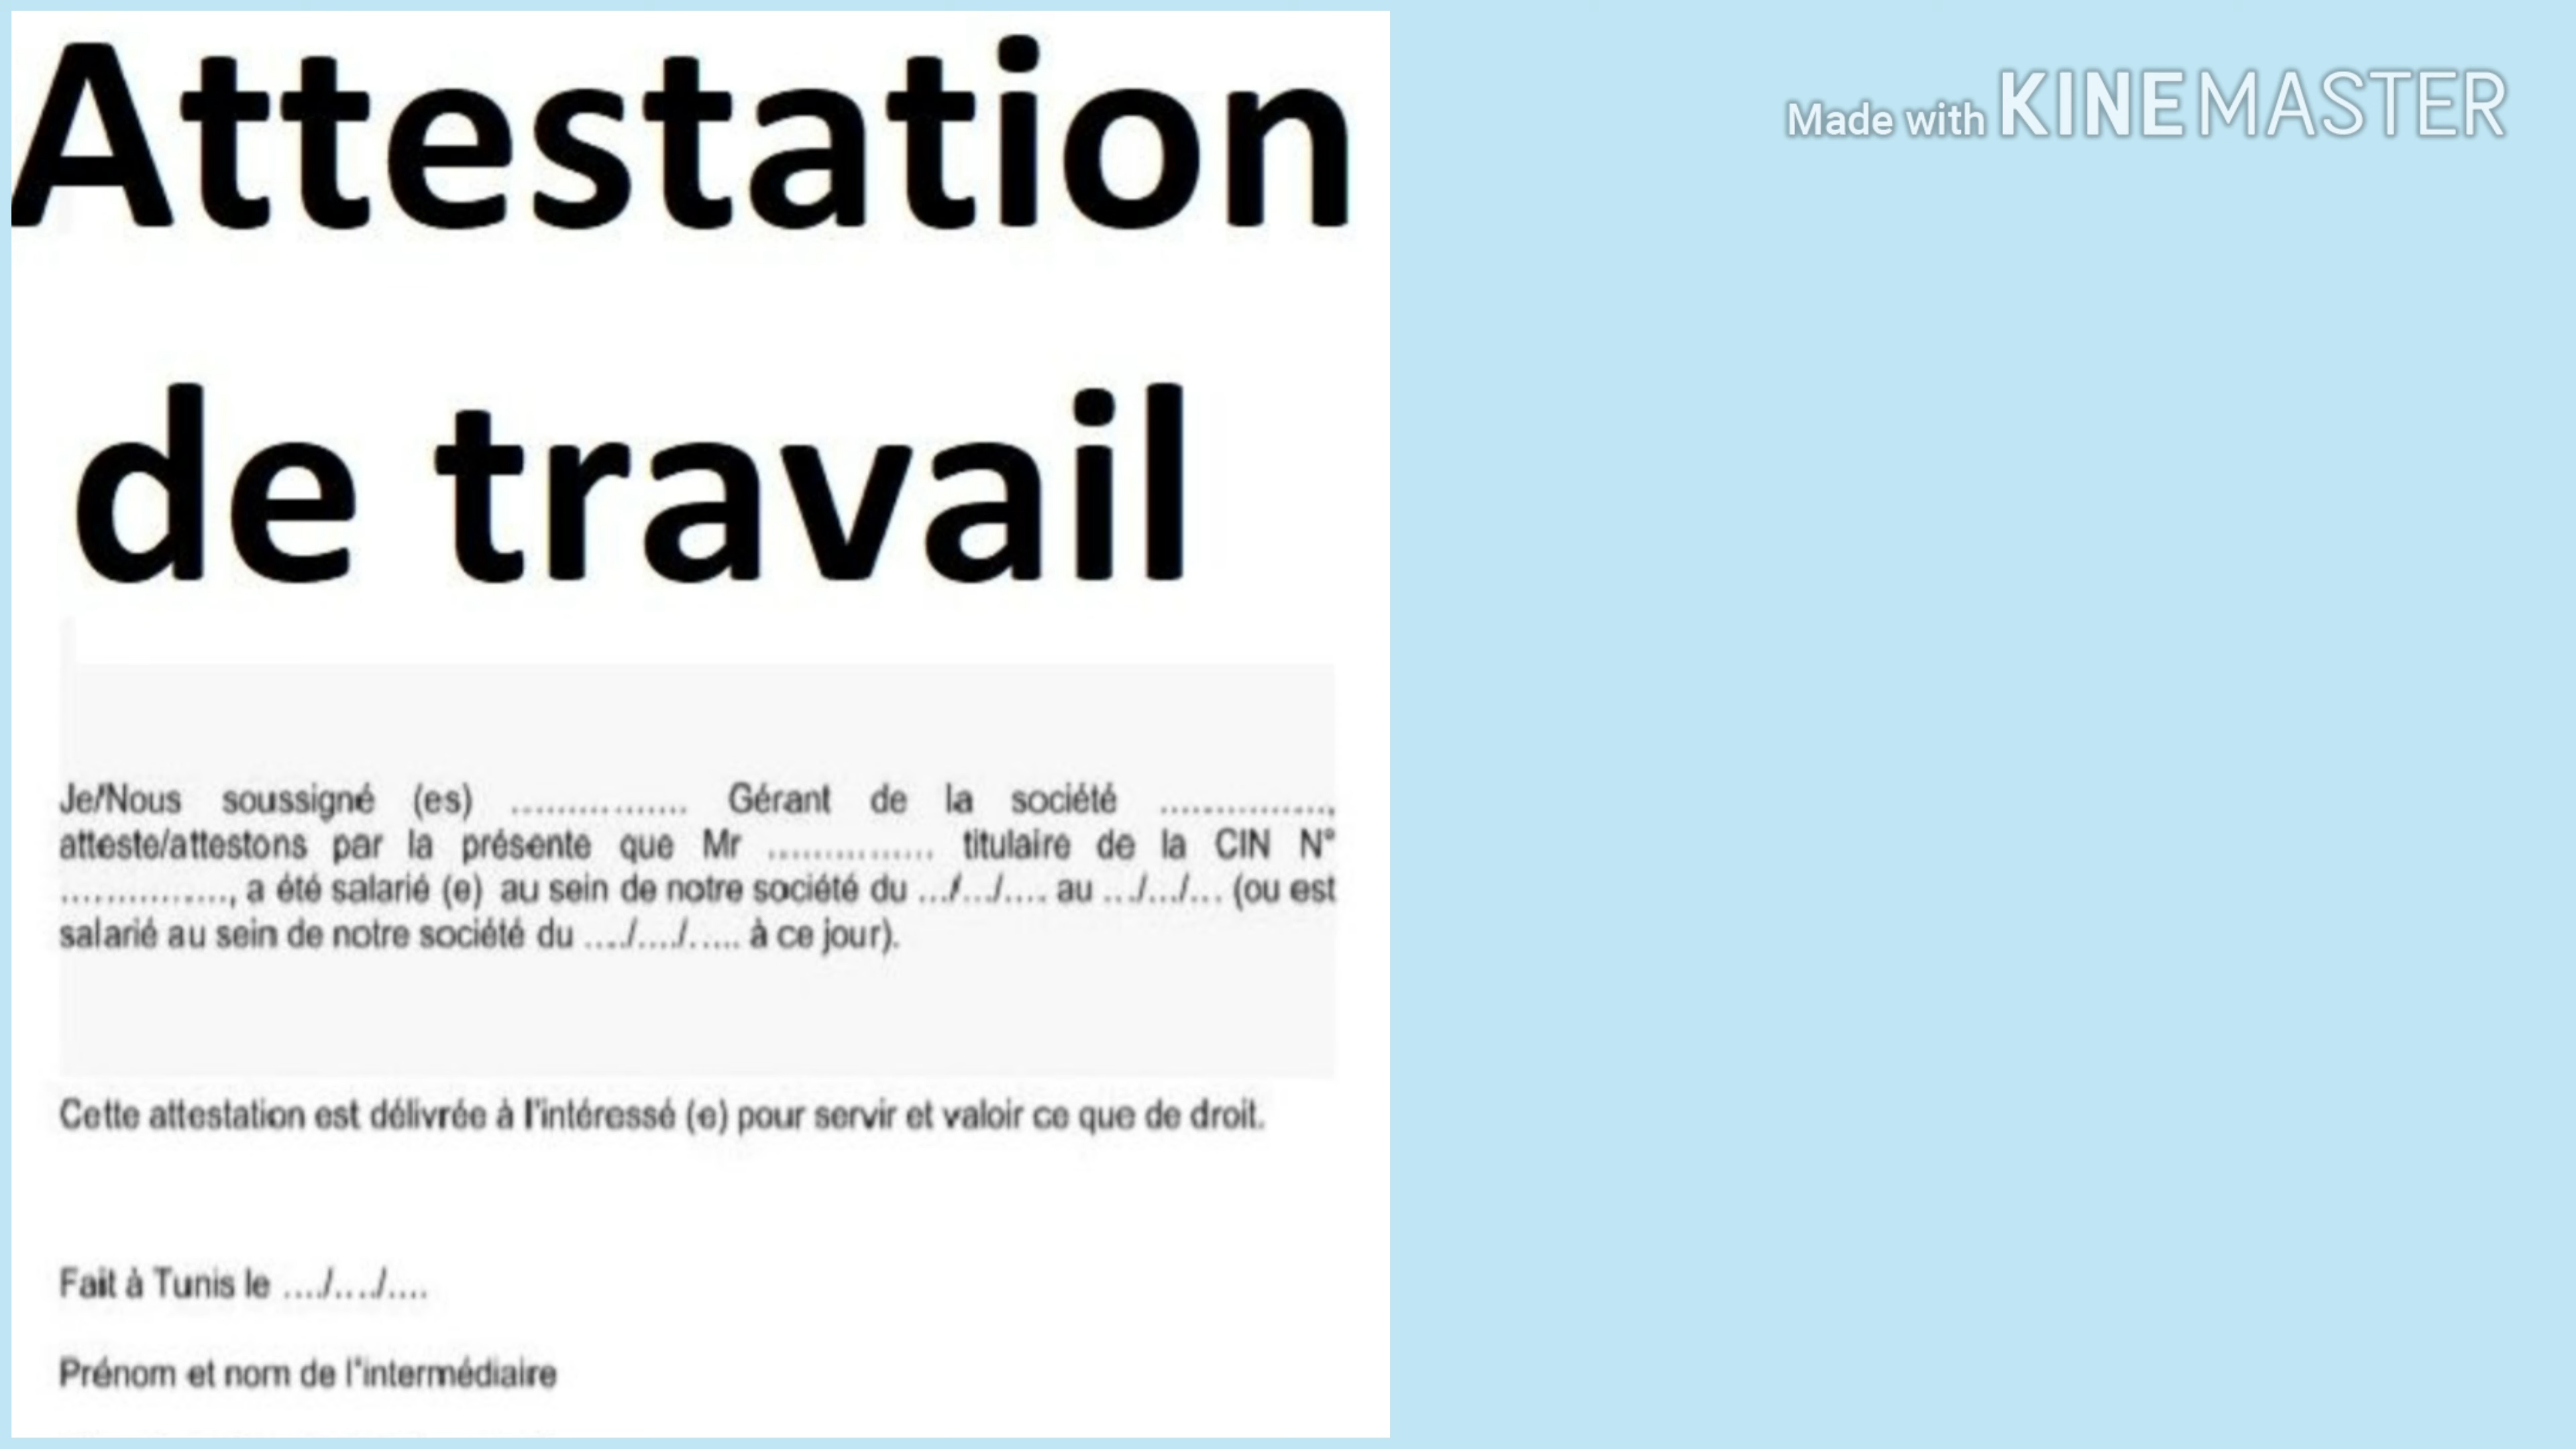 Attestation
de travail
Made with KINEMASTER
Je/Nous soussigné (es) ................ Gérant de la société ...............,
atteste/attestons par la présente que Mr ............... titulaire de la CIN N°
..............., a été salarié (e) au sein de notre société du .../.../.... au .../.../... (ou est
salarié au sein de notre société du ..../..../...... à ce jour).
Cette attestation est délivrée à l'intéressé (e) pour servir et valoir ce que de droit.
Fait à Tunis le ..../..../....
Prénom et nom de l'intermédiaire